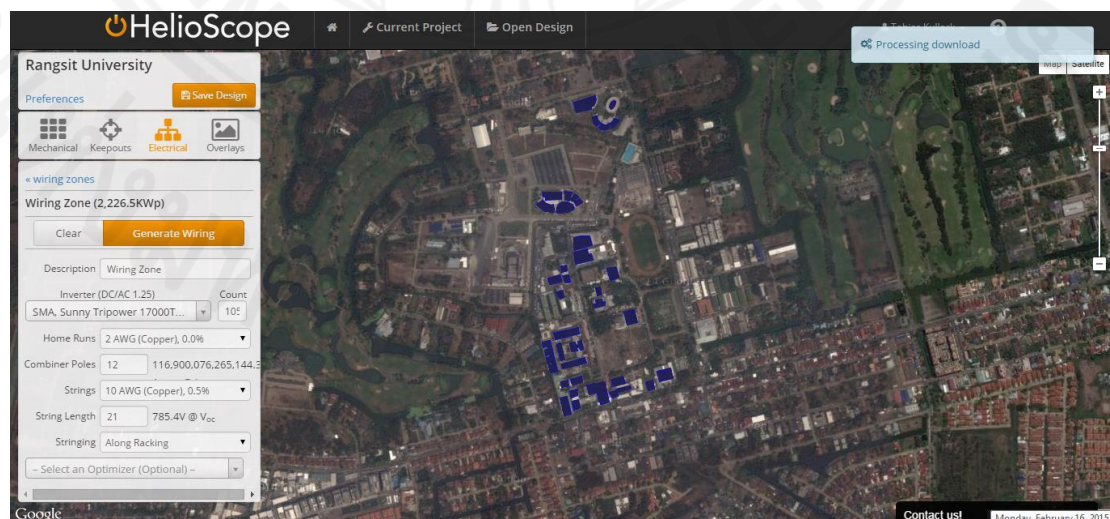 HelioScope
Current Project
Open Design
?
Processing download
Map
Satellite
Rangsit University
Preferences
Save Design
Mechanical
Keepouts
Electrical
Overlays
« wiring zones
Wiring Zone (2,226.5KWp)
Clear
Generate Wiring
Description Wiring Zone
Inverter (DC/AC 1.25) Count
SMA, Sunny Tripower 17000T...
Home Runs 2 AWG (Copper), 0.0%
Combiner Poles 12 116,900,076,265,144,3
Strings 10 AWG (Copper), 0.5%
String Length 21 785.4V @ Voc
Stringing Along Racking
– Select an Optimizer (Optional) –
Google
Contact us!
Monday, February 16, 2015